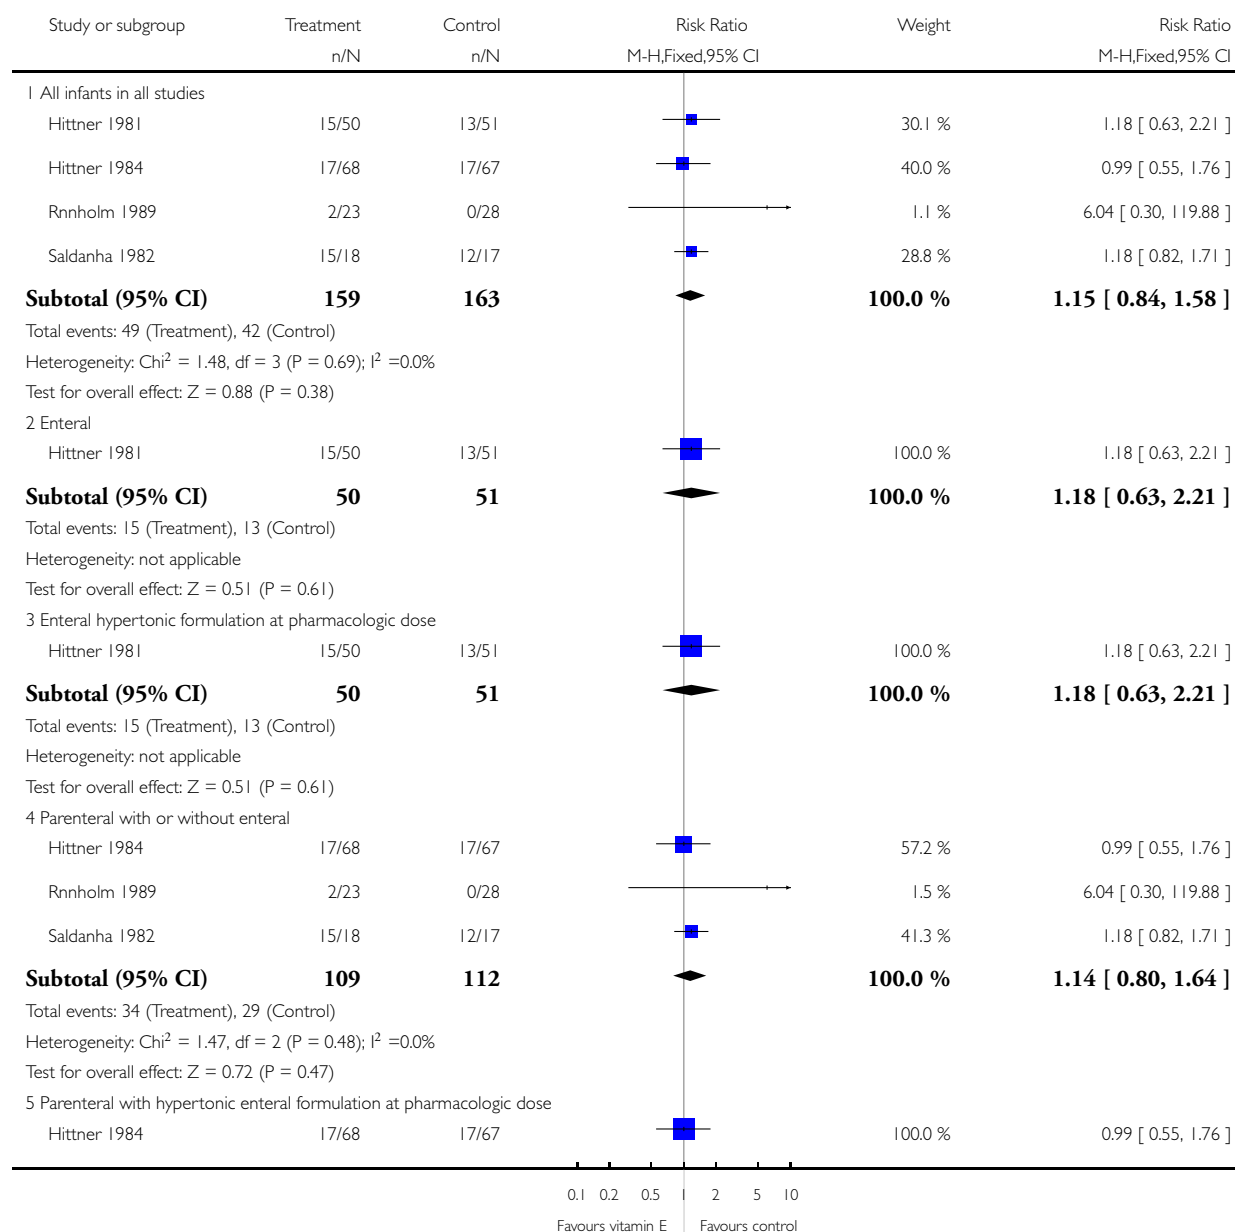 Study or subgroup Treatment Control Risk Ratio Weight Risk Ratio
n/N n/N M-H,Fixed,95% CI M-H,Fixed,95% CI
1 All infants in all studies
Hittner 1981 15/50 13/51 30.1 % 1.18 [ 0.63, 2.21 ]
Hittner 1984 17/68 17/67 40.0 % 0.99 [ 0.55, 1.76 ]
Rnnholm 1989 2/23 0/28 1.1 % 6.04 [ 0.30, 119.88 ]
Saldanha 1982 15/18 12/17 28.8 % 1.18 [ 0.82, 1.71 ]
Subtotal (95% CI) 159 163 100.0 % 1.15 [ 0.84, 1.58 ]
Total events: 49 (Treatment), 42 (Control)
Heterogeneity: Chi² = 1.48, df = 3 (P = 0.69); I² =0.0%
Test for overall effect: Z = 0.88 (P = 0.38)
2 Enteral
Hittner 1981 15/50 13/51 100.0 % 1.18 [ 0.63, 2.21 ]
Subtotal (95% CI) 50 51 100.0 % 1.18 [ 0.63, 2.21 ]
Total events: 15 (Treatment), 13 (Control)
Heterogeneity: not applicable
Test for overall effect: Z = 0.51 (P = 0.61)
3 Enteral hypertonic formulation at pharmacologic dose
Hittner 1981 15/50 13/51 100.0 % 1.18 [ 0.63, 2.21 ]
Subtotal (95% CI) 50 51 100.0 % 1.18 [ 0.63, 2.21 ]
Total events: 15 (Treatment), 13 (Control)
Heterogeneity: not applicable
Test for overall effect: Z = 0.51 (P = 0.61)
4 Parenteral with or without enteral
Hittner 1984 17/68 17/67 57.2 % 0.99 [ 0.55, 1.76 ]
Rnnholm 1989 2/23 0/28 1.5 % 6.04 [ 0.30, 119.88 ]
Saldanha 1982 15/18 12/17 41.3 % 1.18 [ 0.82, 1.71 ]
Subtotal (95% CI) 109 112 100.0 % 1.14 [ 0.80, 1.64 ]
Total events: 34 (Treatment), 29 (Control)
Heterogeneity: Chi² = 1.47, df = 2 (P = 0.48); I² =0.0%
Test for overall effect: Z = 0.72 (P = 0.47)
5 Parenteral with hypertonic enteral formulation at pharmacologic dose
Hittner 1984 17/68 17/67 100.0 % 0.99 [ 0.55, 1.76 ]
0.1 0.2 0.5 1 2 5 10
Favours vitamin E Favours control